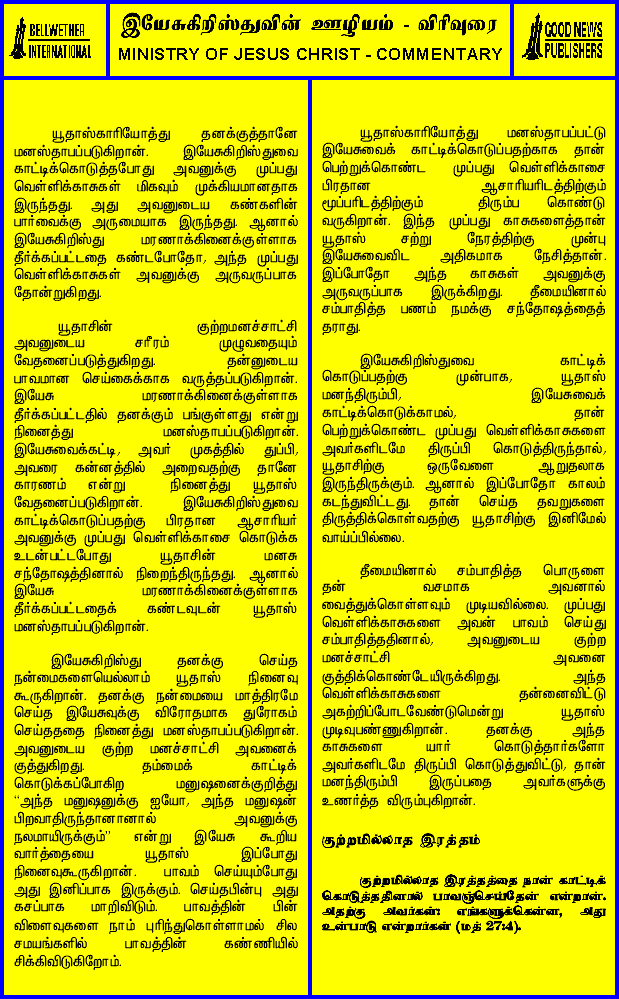 BELLWETHER
INTERNATIONAL
இயேசுகிறிஸ்துவின் ஊழியம் - விரிவுரை
MINISTRY OF JESUS CHRIST - COMMENTARY
GOOD NEWS
PUBLISHERS
யூதாஸ்காரியோத்து தனக்குத்தானே
மனஸ்தாபப்படுகிறான். இயேசுகிறிஸ்துவை
காட்டிக்கொடுத்தபோது அவனுக்கு முப்பது
வெள்ளிக்காசுகள் மிகவும் முக்கியமானதாக
இருந்தது. அது அவனுடைய கண்களின்
பார்வைக்கு அருமையாக இருந்தது. ஆனால்
இயேசுகிறிஸ்து மரணாக்கினைக்குள்ளாக
தீர்க்கப்பட்டதை கண்டபோதோ, அந்த முப்பது
வெள்ளிக்காசுகள் அவனுக்கு அருவருப்பாக
தோன்றுகிறது.
யூதாசின் குற்றமனச்சாட்சி
அவனுடைய சரீரம் முழுவதையும்
வேதனைப்படுத்துகிறது. தன்னுடைய
பாவமான செய்கைக்காக வருத்தப்படுகிறான்.
இயேசு மரணாக்கினைக்குள்ளாக
தீர்க்கப்பட்டதில் தனக்கும் பங்குள்ளது என்று
நினைத்து மனஸ்தாபப்படுகிறான்.
இயேசுவைக்கட்டி, அவர் முகத்தில் துப்பி,
அவரை கன்னத்தில் அறைவதற்கு தானே
காரணம் என்று நினைத்து யூதாஸ்
வேதனைப்படுகிறான். இயேசுகிறிஸ்துவை
காட்டிக்கொடுப்பதற்கு பிரதான ஆசாரியர்
அவனுக்கு முப்பது வெள்ளிக்காசை கொடுக்க
உடன்பட்டபோது யூதாசின் மனசு
சந்தோஷத்தினால் நிறைந்திருந்தது. ஆனால்
இயேசு மரணாக்கினைக்குள்ளாக
தீர்க்கப்பட்டதைக் கண்டவுடன் யூதாஸ்
மனஸ்தாபப்படுகிறான்.
இயேசுகிறிஸ்து தனக்கு செய்த
நன்மைகளையெல்லாம் யூதாஸ் நினைவு
கூருகிறான். தனக்கு நன்மையை மாத்திரமே
செய்த இயேசுவுக்கு விரோதமாக துரோகம்
செய்ததை நினைத்து மனஸ்தாபப்படுகிறான்.
அவனுடைய குற்ற மனச்சாட்சி அவனைக்
குத்துகிறது. தம்மைக் காட்டிக்
கொடுக்கப்போகிற மனுஷனைக்குறித்து
“அந்த மனுஷனுக்கு ஐயோ, அந்த மனுஷன்
பிறவாதிருந்தானானால் அவனுக்கு
நலமாயிருக்கும்” என்று இயேசு கூறிய
வார்த்தையை யூதாஸ் இப்போது
நினைவுகூருகிறான். பாவம் செய்யும்போது
அது இனிப்பாக இருக்கும். செய்தபின்பு அது
கசப்பாக மாறிவிடும். பாவத்தின் பின்
விளைவுகளை நாம் புரிந்துகொள்ளாமல் சில
சமயங்களில் பாவத்தின் கண்ணியில்
சிக்கிவிடுகிறோம்.
யூதாஸ்காரியோத்து மனஸ்தாபப்பட்டு
இயேசுவைக் காட்டிக்கொடுப்பதற்காக தான்
பெற்றுக்கொண்ட முப்பது வெள்ளிக்காசை
பிரதான ஆசாரியரிடத்திற்கும்
மூப்பரிடத்திற்கும் திரும்ப கொண்டு
வருகிறான். இந்த முப்பது காசுகளைத்தான்
யூதாஸ் சற்று நேரத்திற்கு முன்பு
இயேசுவைவிட அதிகமாக நேசித்தான்.
இப்போதோ அந்த காசுகள் அவனுக்கு
அருவருப்பாக இருக்கிறது. தீமையினால்
சம்பாதித்த பணம் நமக்கு சந்தோஷத்தைத்
தராது.
இயேசுகிறிஸ்துவை காட்டிக்
கொடுப்பதற்கு முன்பாக, யூதாஸ்
மனந்திரும்பி, இயேசுவைக்
காட்டிக்கொடுக்காமல், தான்
பெற்றுக்கொண்ட முப்பது வெள்ளிக்காசுகளை
அவர்களிடமே திருப்பி கொடுத்திருந்தால்,
யூதாசிற்கு ஒருவேளை ஆறுதலாக
இருந்திருக்கும். ஆனால் இப்போதோ காலம்
கடந்துவிட்டது. தான் செய்த தவறுகளை
திருத்திக்கொள்வதற்கு யூதாசிற்கு இனிமேல்
வாய்ப்பில்லை.
தீமையினால் சம்பாதித்த பொருளை
தன் வசமாக அவனால்
வைத்துக்கொள்ளவும் முடியவில்லை. முப்பது
வெள்ளிக்காசுகளை அவன் பாவம் செய்து
சம்பாதித்ததினால், அவனுடைய குற்ற
மனச்சாட்சி அவனை
குத்திக்கொண்டேயிருக்கிறது. அந்த
வெள்ளிக்காசுகளை தன்னைவிட்டு
அகற்றிப்போடவேண்டுமென்று யூதாஸ்
முடிவுபண்ணுகிறான். தனக்கு அந்த
காசுகளை யார் கொடுத்தார்களோ
அவர்களிடமே திருப்பி கொடுத்துவிட்டு, தான்
மனந்திரும்பி இருப்பதை அவர்களுக்கு
உணர்த்த விரும்புகிறான்.
குற்றமில்லாத இரத்தம்
குற்றமில்லாத இரத்தத்தை நான் காட்டிக்
கொடுத்ததினால் பாவஞ்செய்தேன் என்றான்.
அதற்கு அவர்கள்: எங்களுக்கென்ன, அது
உன்பாடு என்றார்கள் (மத் 27:4).